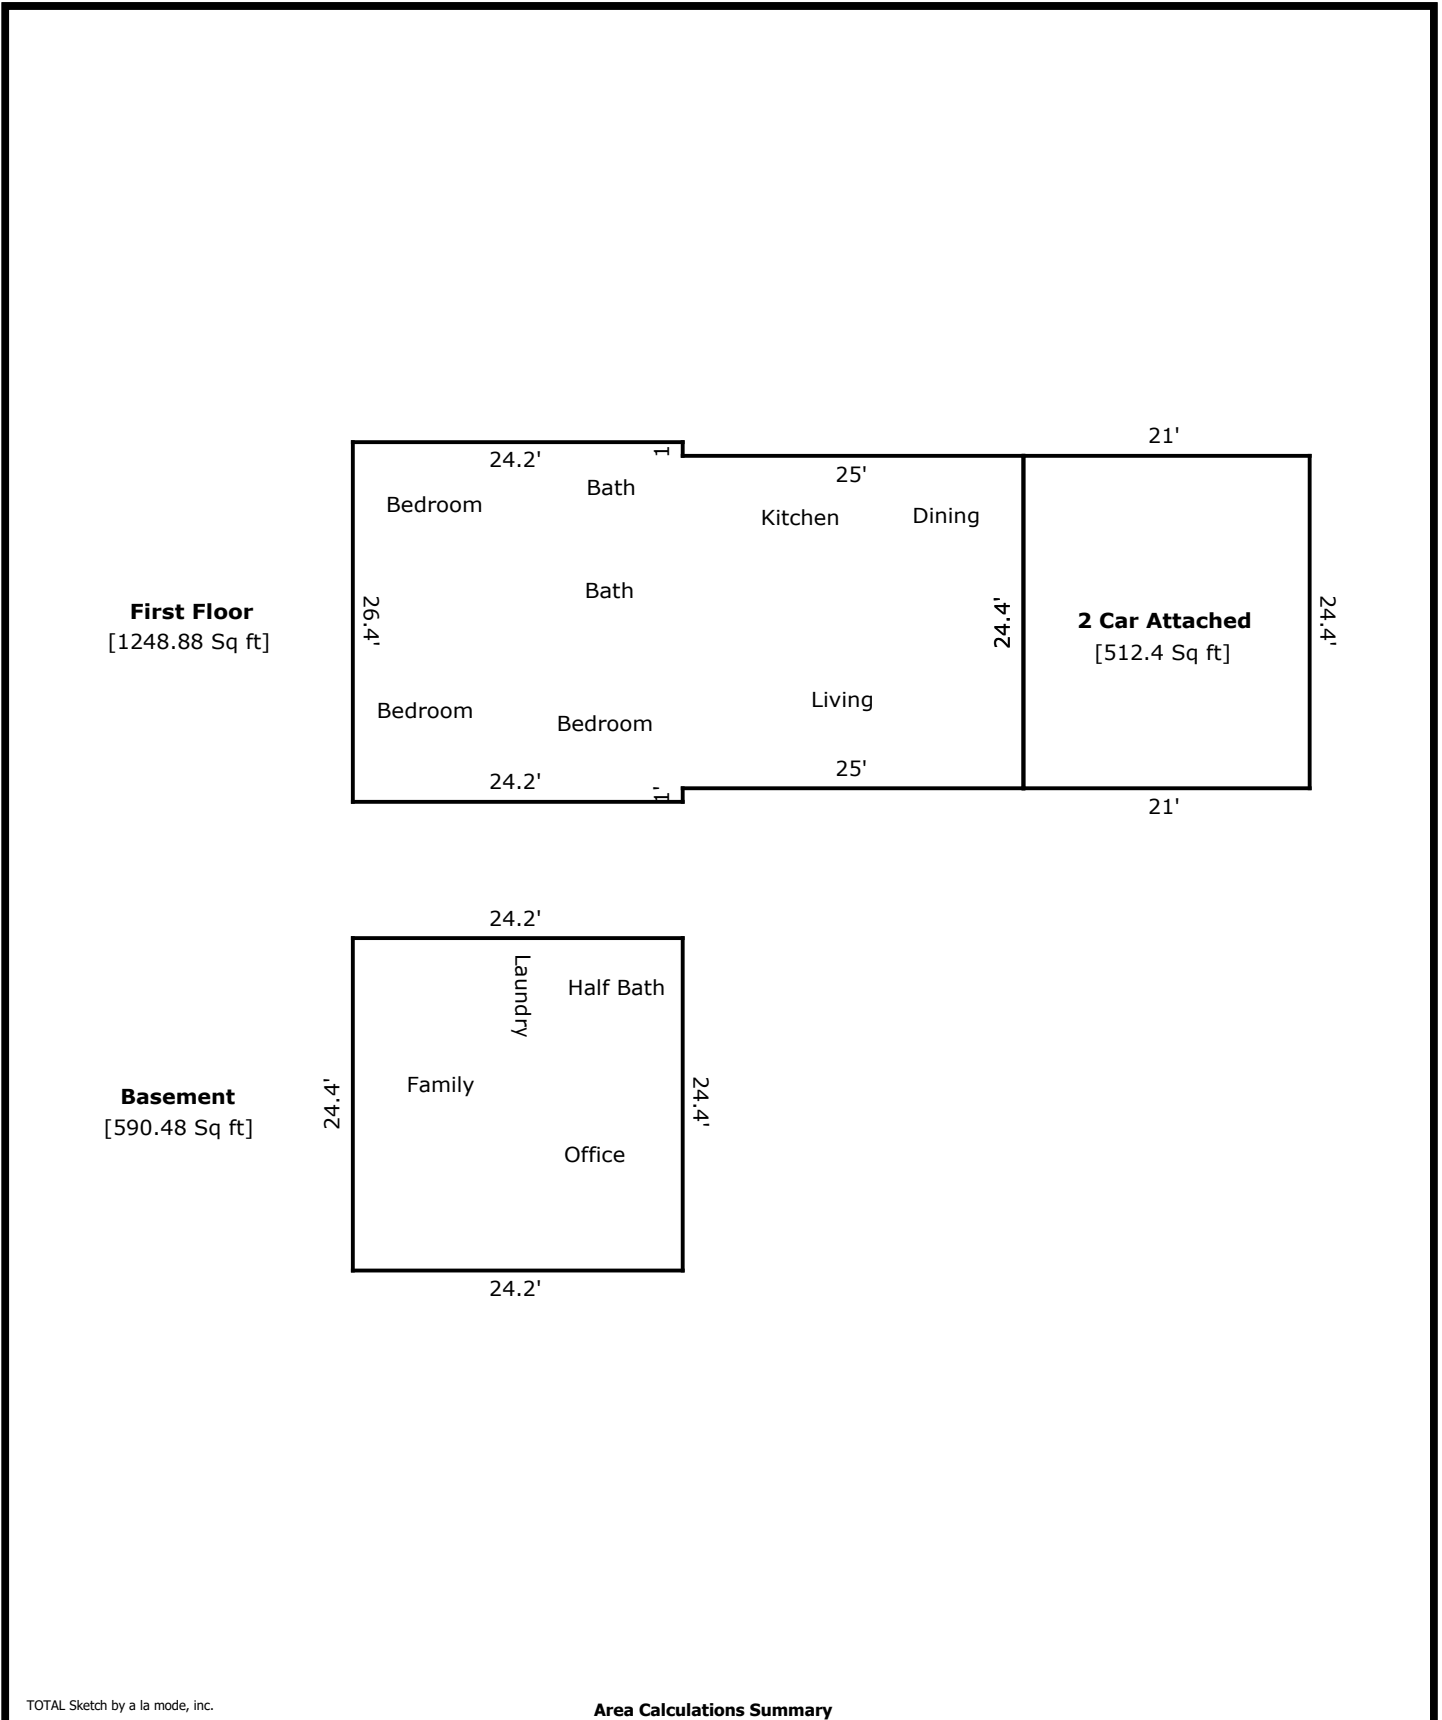 21'
24.2'
1
25'
Bath
Bedroom
Kitchen
Dining
Bath
First Floor
[1248.88 Sq ft]
26.4'
24.4'
2 Car Attached
[512.4 Sq ft]
24.4'
Living
Bedroom
Bedroom
25'
24.2'
1'
21'
24.2'
Laundry
Half Bath
Family
Basement
[590.48 Sq ft]
24.4'
24.4'
Office
24.2'
TOTAL Sketch by a la mode, inc.
Area Calculations Summary